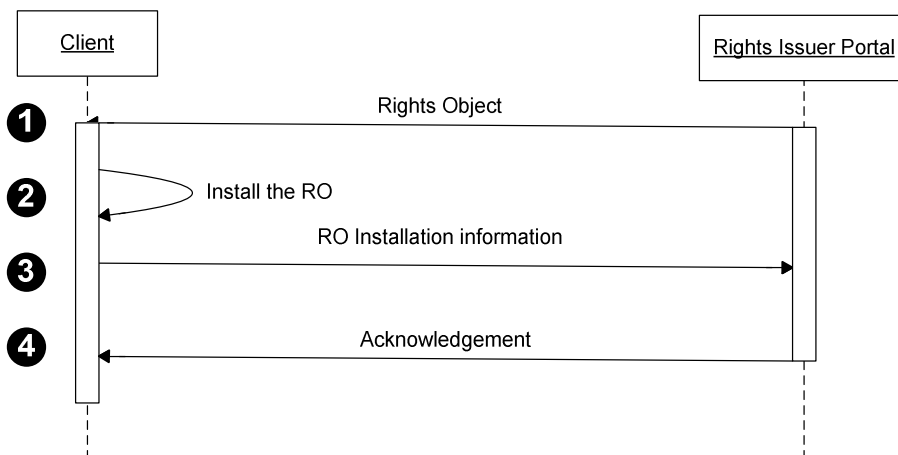 Client
Rights Issuer Portal
1
Rights Object
2
Install the RO
RO Installation information
3
4
Acknowledgement